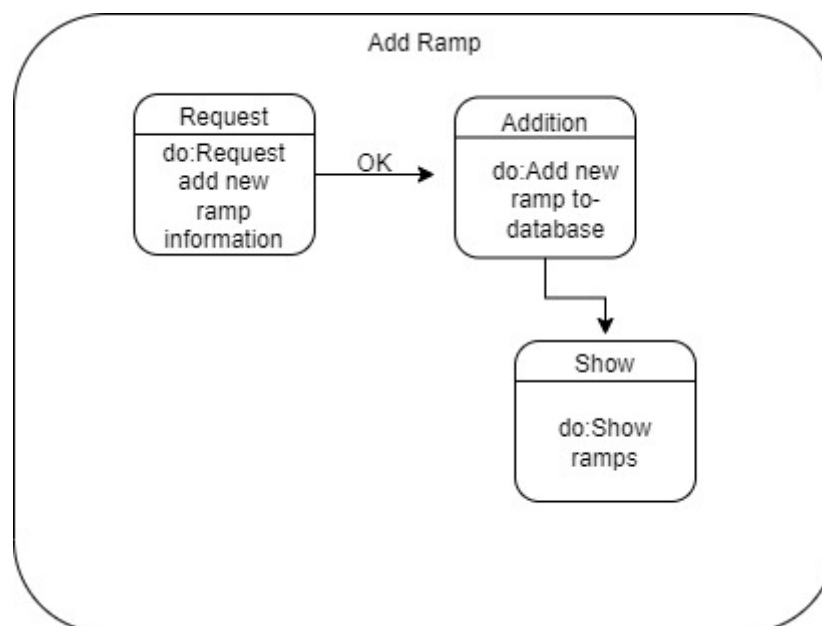 Add Ramp
Request
do:Request
add new
ramp
information
OK
Addition
do:Add new
ramp to-
database
Show
do:Show
ramps